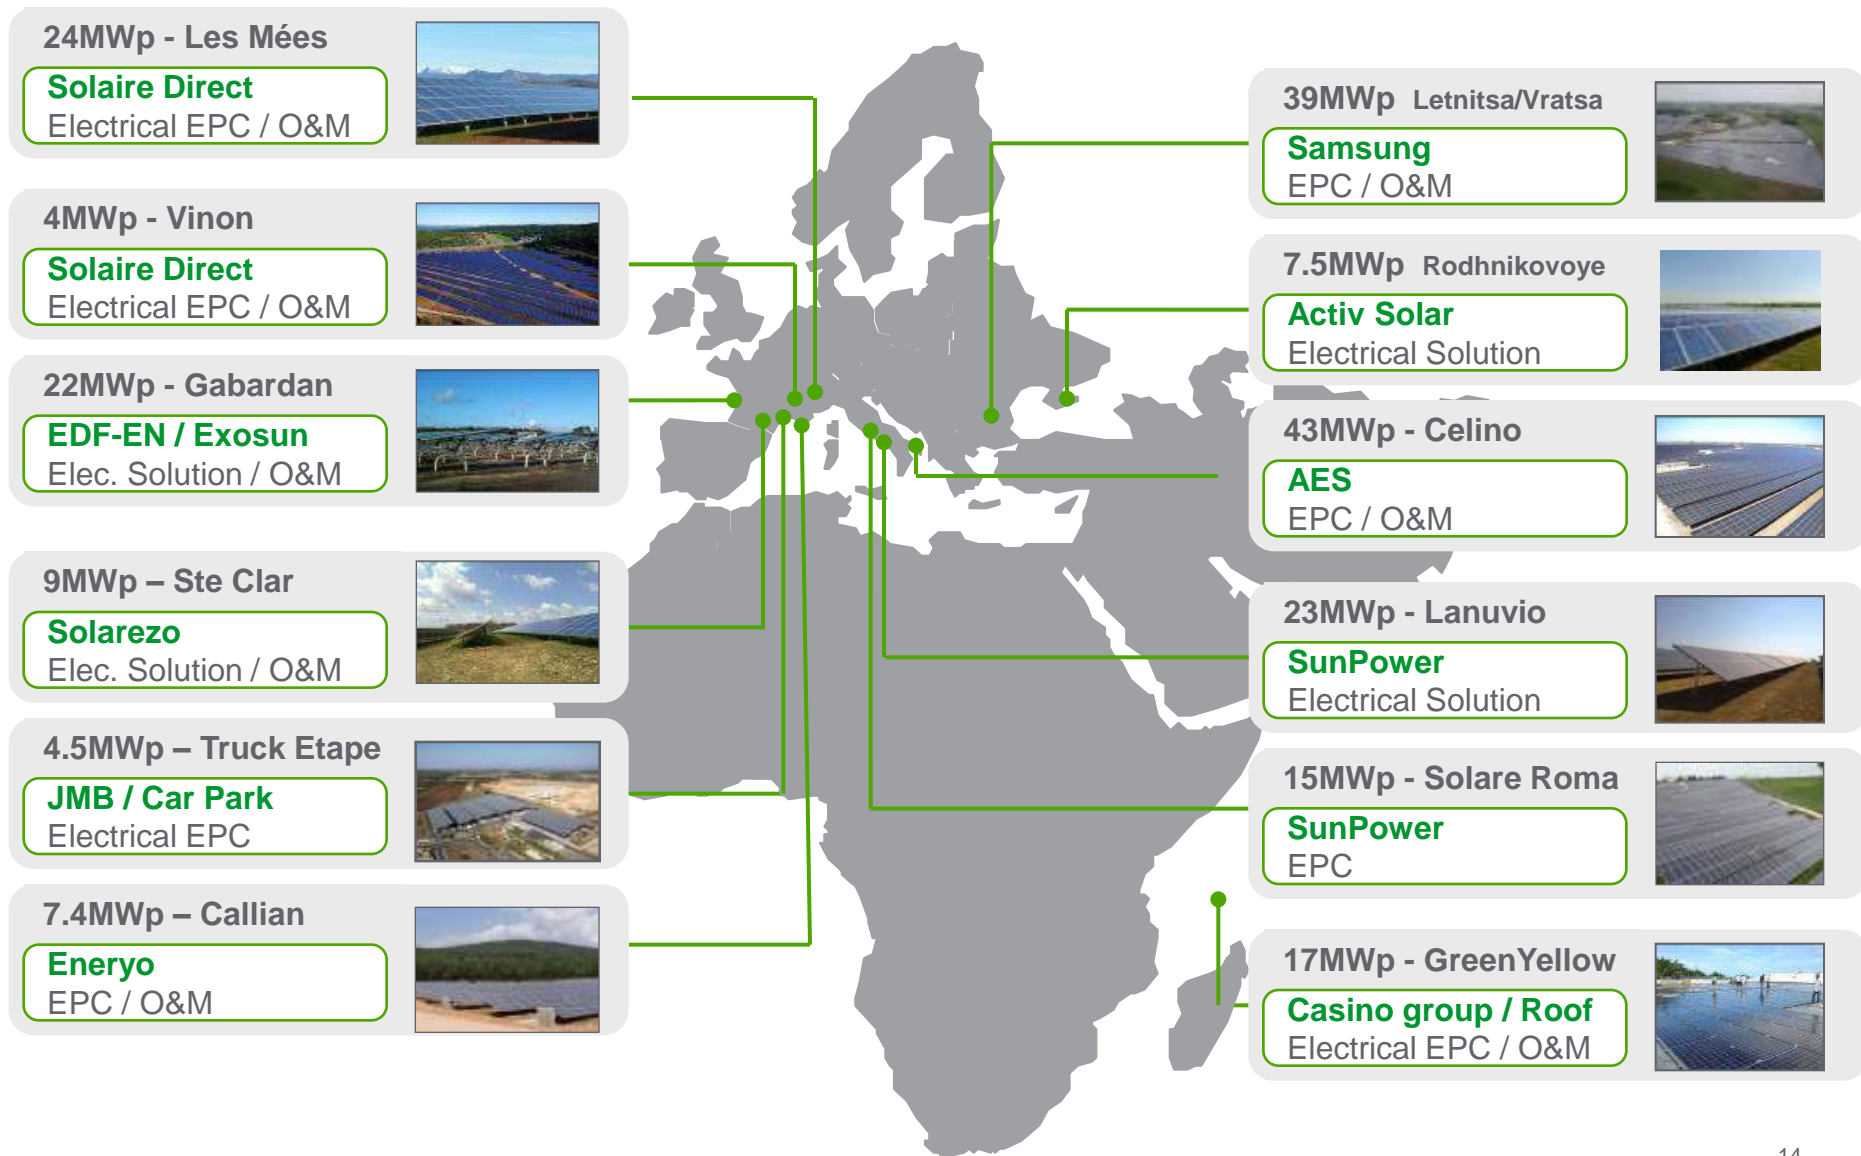 24MWp - Les Mées
Solaire Direct
Electrical EPC / O&M
4MWp - Vinon
Solaire Direct
Electrical EPC / O&M
22MWp - Gabardan
EDF-EN / Exosun
Elec. Solution / O&M
9MWp – Ste Clar
Solarezo
Elec. Solution / O&M
4.5MWp – Truck Etape
JMB / Car Park
Electrical EPC
7.4MWp – Callian
Eneryo
EPC / O&M
39MWp Letnitsa/Vratsa
Samsung
EPC / O&M
7.5MWp Rodhnikovoye
Activ Solar
Electrical Solution
43MWp - Celino
AES
EPC / O&M
23MWp - Lanuvio
SunPower
Electrical Solution
15MWp - Solare Roma
SunPower
EPC
17MWp - GreenYellow
Casino group / Roof
Electrical EPC / O&M
14